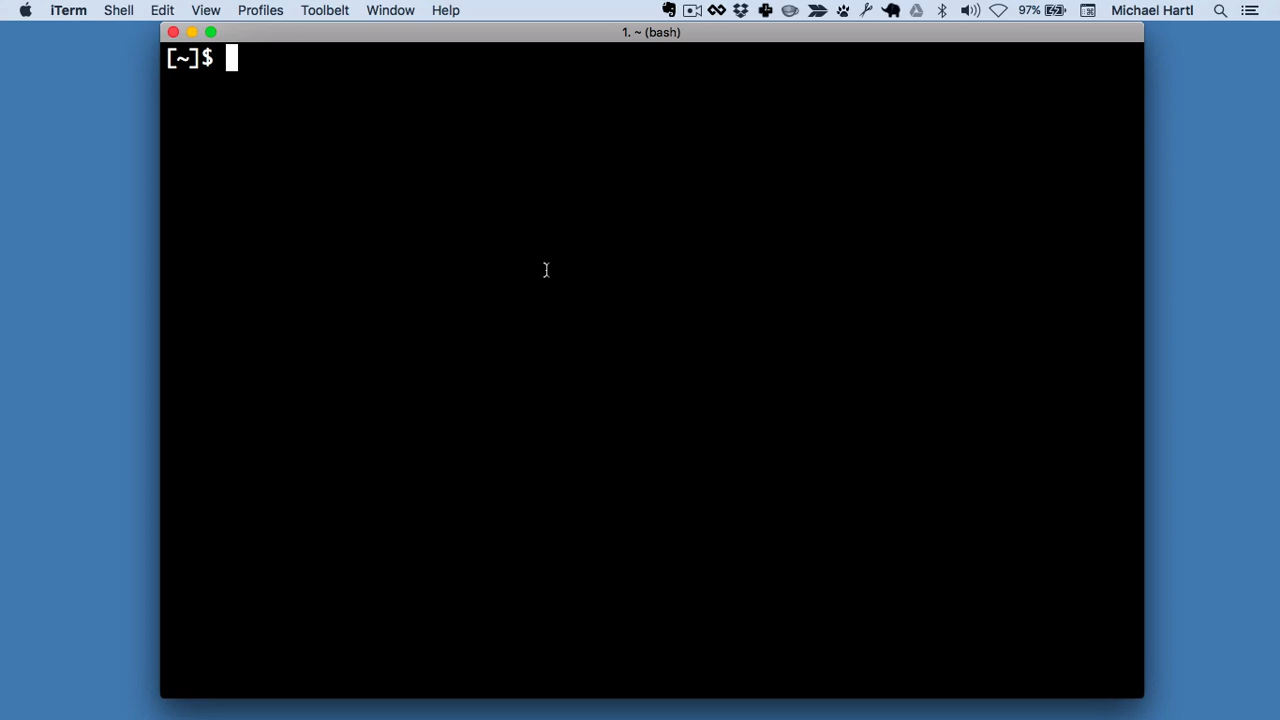 iTerm Shell Edit View Profiles Toolbelt Window Help 97% Michael Hartl
1. ~ (bash)
[~]$